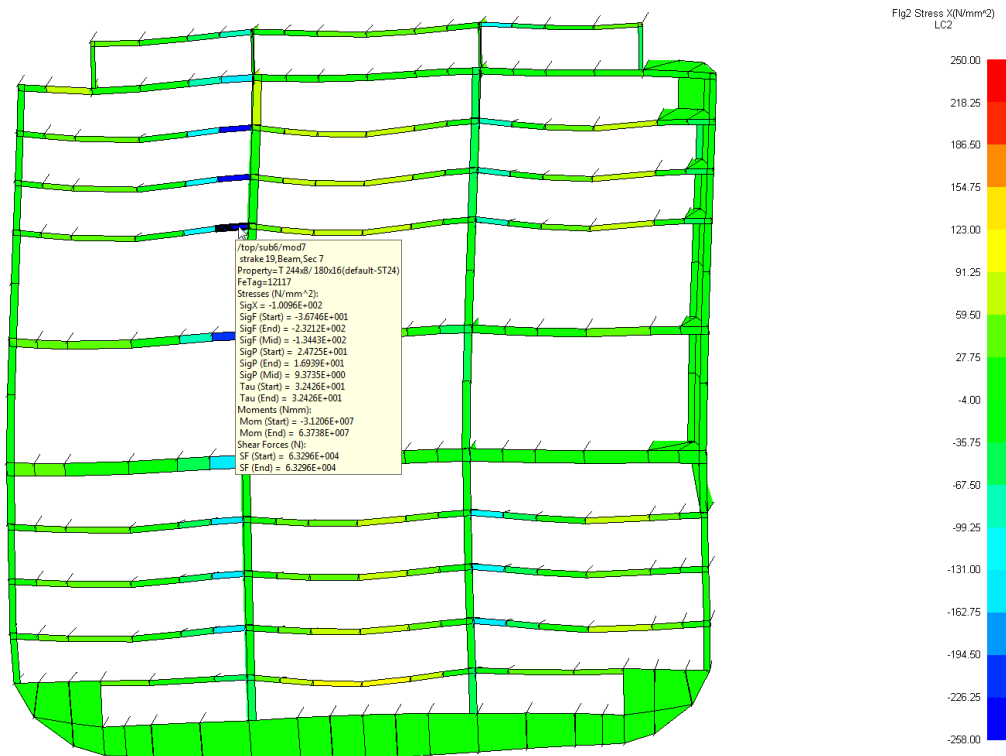 Flg2 Stress X(N/mm^2)
LC2
250.00
218.25
186.50
154.75
123.00
91.25
59.50
27.75
-4.00
-35.75
-67.50
-99.25
-131.00
-162.75
-194.50
-226.25
-258.00
/top/sub6/mod7
strake 19,Beam,Sec 7
Property=T 244x8/ 180x16(default-ST24)
FeTag=12117
Stresses (N/mm^2):
SigX = -1.0096E+002
SigF (Start) = -3.6746E+001
SigF (End) = -2.3212E+002
SigF (Mid) = -1.3443E+002
SigP (Start) = 2.4725E+001
SigP (End) = 1.6939E+001
SigP (Mid) = 9.3735E+000
Tau (Start) = 3.2426E+001
Tau (End) = 3.2426E+001
Moments (Nmm):
Mom (Start) = -3.1206E+007
Mom (End) = 6.3738E+007
Shear Forces (N):
SF (Start) = 6.3296E+004
SF (End) = 6.3296E+004